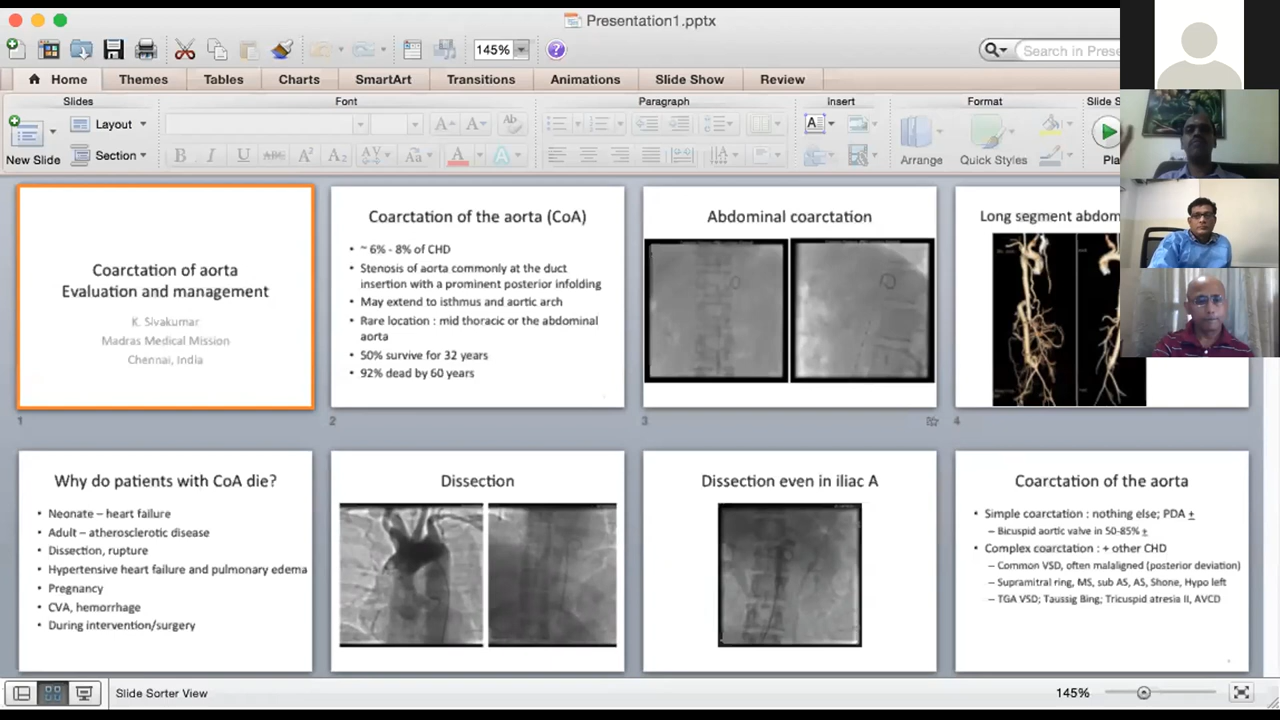 Presentation1.pptx
145%
Search in Prese
Home
Themes
Tables
Charts
SmartArt
Transitions
Animations
Slide Show
Review
Slides
Font
Paragraph
Insert
Format
Slide S
New Slide
Layout
Section
B I U ABC A² A₂ AV Aa A A
Arrange
Quick Styles
Pla
Coarctation of aorta
Evaluation and management
K. Sivakumar
Madras Medical Mission
Chennai, India
1
Coarctation of the aorta (CoA)
• ~ 6% - 8% of CHD
• Stenosis of aorta commonly at the duct
insertion with a prominent posterior infolding
• May extend to isthmus and aortic arch
• Rare location : mid thoracic or the abdominal
aorta
• 50% survive for 32 years
• 92% dead by 60 years
2
Abdominal coarctation
3
Long segment abdom
4
Why do patients with CoA die?
• Neonate – heart failure
• Adult – atherosclerotic disease
• Dissection, rupture
• Hypertensive heart failure and pulmonary edema
• Pregnancy
• CVA, hemorrhage
• During intervention/surgery
Dissection
Dissection even in iliac A
Coarctation of the aorta
• Simple coarctation : nothing else; PDA ±
– Bicuspid aortic valve in 50-85% ±
• Complex coarctation : + other CHD
– Common VSD, often malaligned (posterior deviation)
– Supramitral ring, MS, sub AS, AS, Shone, Hypo left
– TGA VSD; Taussig Bing; Tricuspid atresia II, AVCD
Slide Sorter View
145%